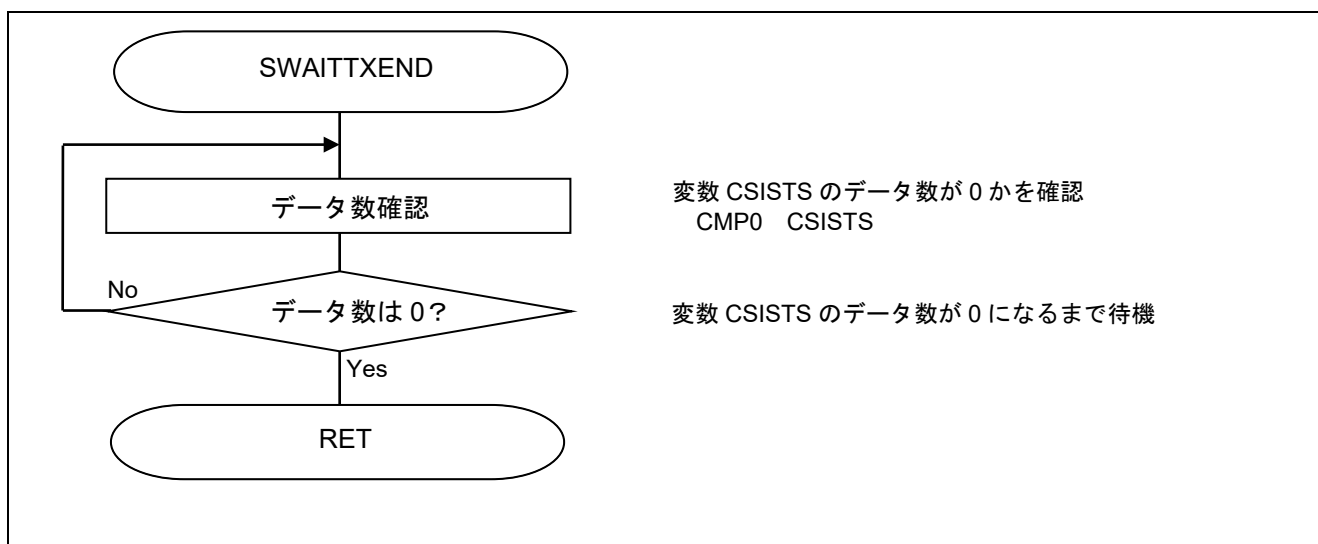 SWAITTXEND
データ数確認
変数 CSISTS のデータ数が 0 かを確認
CMP0 CSISTS
No
データ数は 0？
変数 CSISTS のデータ数が 0 になるまで待機
Yes
RET